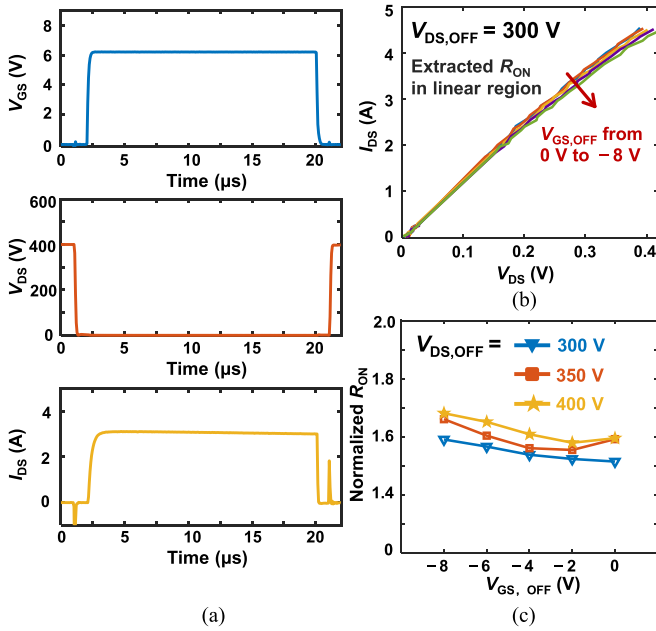 (a)
8
6
4
2
0
V_GS (V)
0
5
10
15
20
Time (µs)
600
400
200
0
V_DS (V)
0
5
10
15
20
Time (µs)
4
2
0
I_DS (A)
0
5
10
15
20
Time (µs)
5
4
3
2
1
0
I_DS (A)
V_DS,OFF = 300 V
Extracted R_ON
in linear region
V_GS,OFF from
0 V to −8 V
0
0.1
0.2
0.3
0.4
V_DS (V)
(b)
2.0
1.8
1.6
1.4
0
Normalized R_ON
V_DS,OFF =
300 V
350 V
400 V
−8
−6
−4
−2
0
V_GS, OFF (V)
(a)
(c)